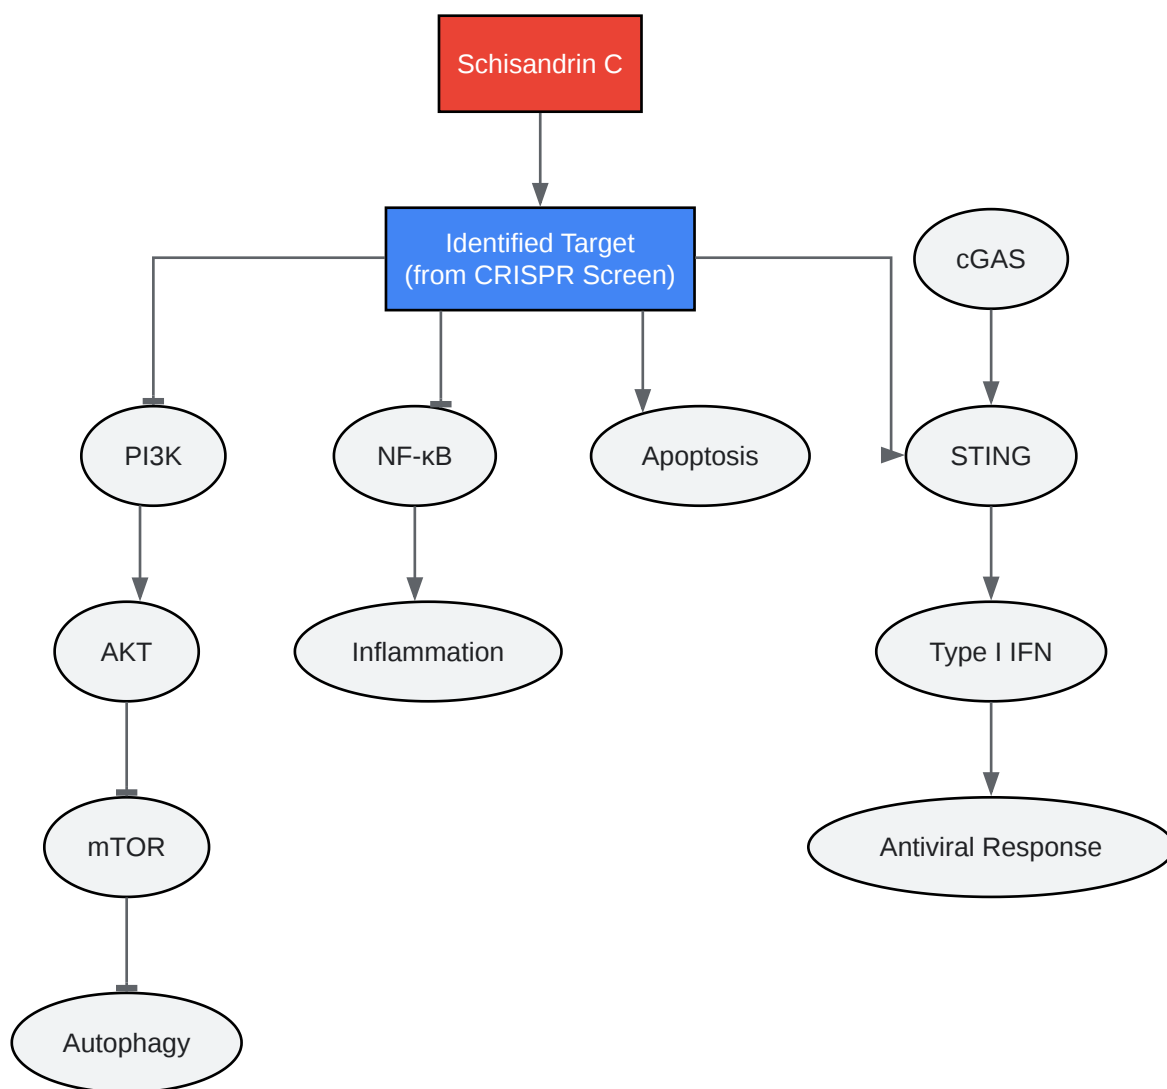 Schisandrin C
Identified Target
(from CRISPR Screen)
cGAS
PI3K
NF-κB
Apoptosis
STING
AKT
Inflammation
Type I IFN
mTOR
Antiviral Response
Autophagy